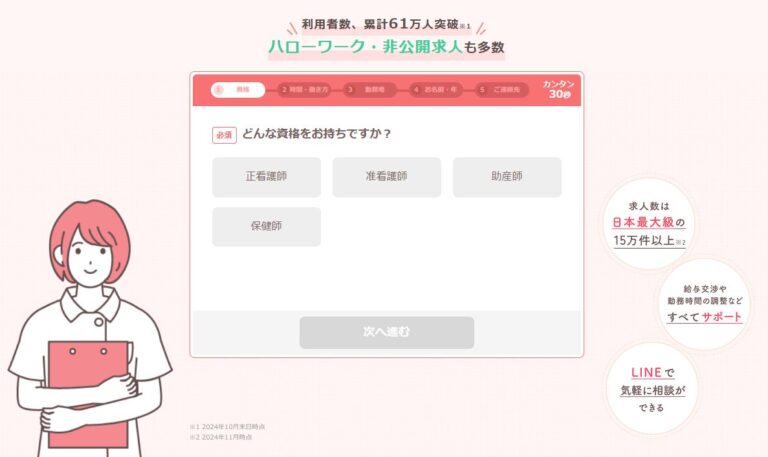 利用者数、累計61万人突破※1
ハローワーク・非公開求人も多数
1 資格
2 時間・働き方
3 勤務地
4 お名前・年
5 ご連絡先
カンタン
30秒
必須 どんな資格をお持ちですか？
正看護師 准看護師 助産師
保健師
次へ進む
求人数は
日本最大級の
15万件以上※2
給与交渉や
勤務時間の調整など
すべてサポート
LINEで
気軽に相談が
できる
※1 2024年10月末日時点
※2 2024年11月時点